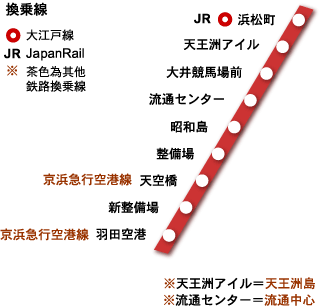 換乗線
大江戸線
JR JapanRail
※ 茶色為其他
鉄路換乗線
JR 浜松町
天王洲アイル
大井競馬場前
流通センター
昭和島
整備場
京浜急行空港線 天空橋
新整備場
京浜急行空港線 羽田空港
※天王洲アイル＝天王洲島
※流通センター＝流通中心